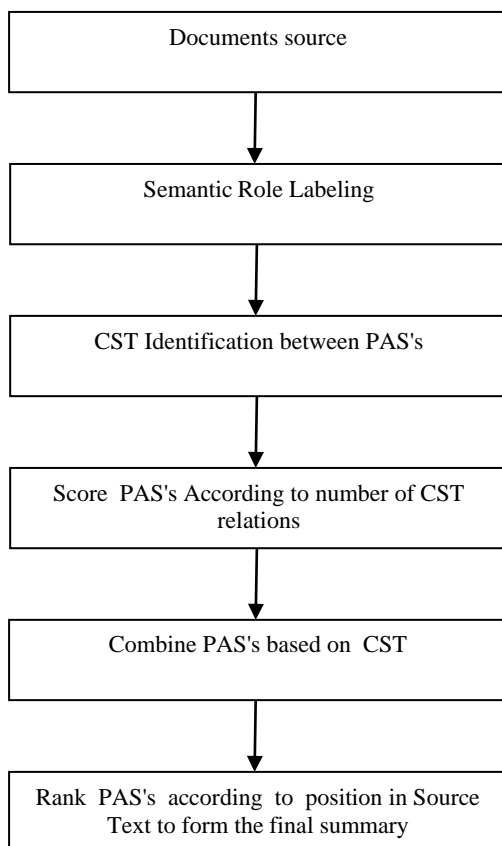 Documents source
Semantic Role Labeling
CST Identification between PAS's
Score PAS's According to number of CST
relations
Combine PAS's based on CST
Rank PAS's according to position in Source
Text to form the final summary